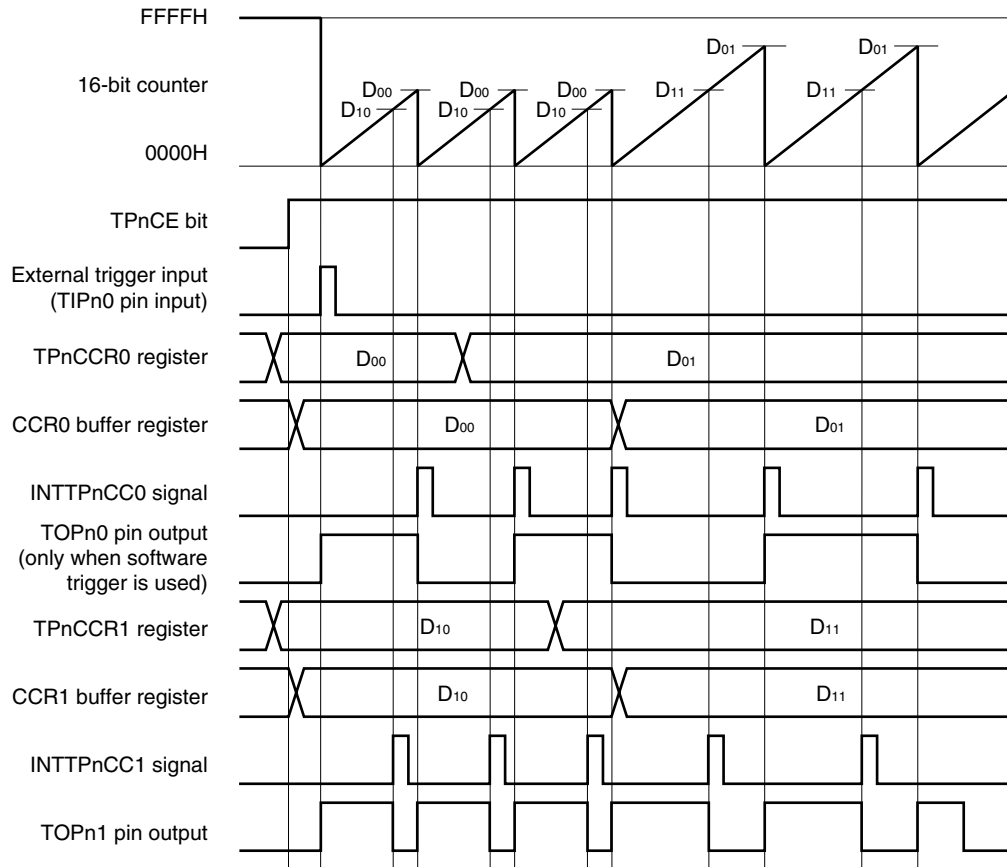 FFFFH
16-bit counter
0000H
D10 D00 D10 D00 D10 D00 D11 D01 D11 D01
TPnCE bit
External trigger input
(TIPn0 pin input)
TPnCCR0 register
D00 D01
CCR0 buffer register
D00 D01
INTTPnCC0 signal
TOPn0 pin output
(only when software
trigger is used)
TPnCCR1 register
D10 D11
CCR1 buffer register
D10 D11
INTTPnCC1 signal
TOPn1 pin output